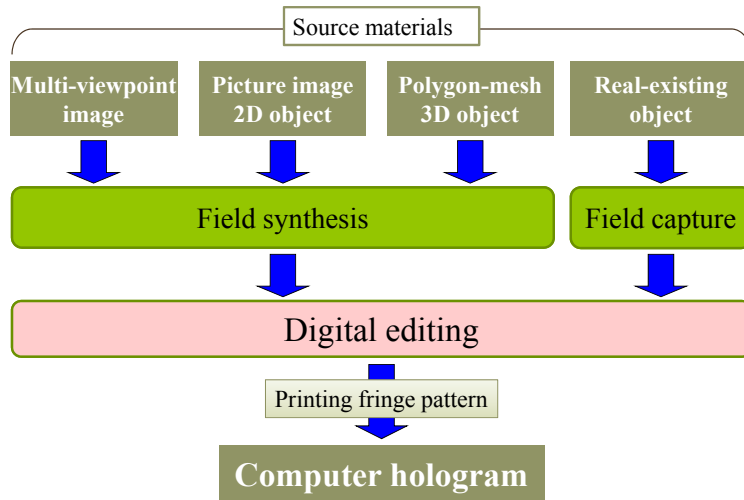 Source materials
Multi-viewpoint
image
Picture image
2D object
Polygon-mesh
3D object
Real-existing
object
Field synthesis
Field capture
Digital editing
Printing fringe pattern
Computer hologram